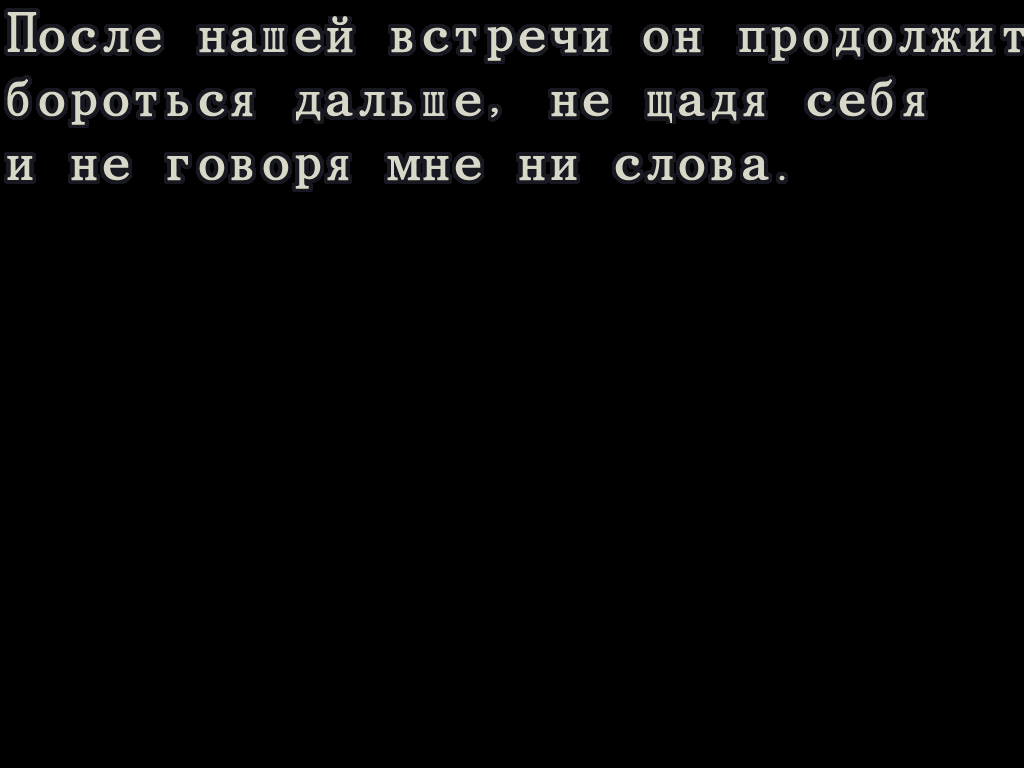 После нашей встречи он продолжит
бороться дальше, не щадя себя
и не говоря мне ни слова.